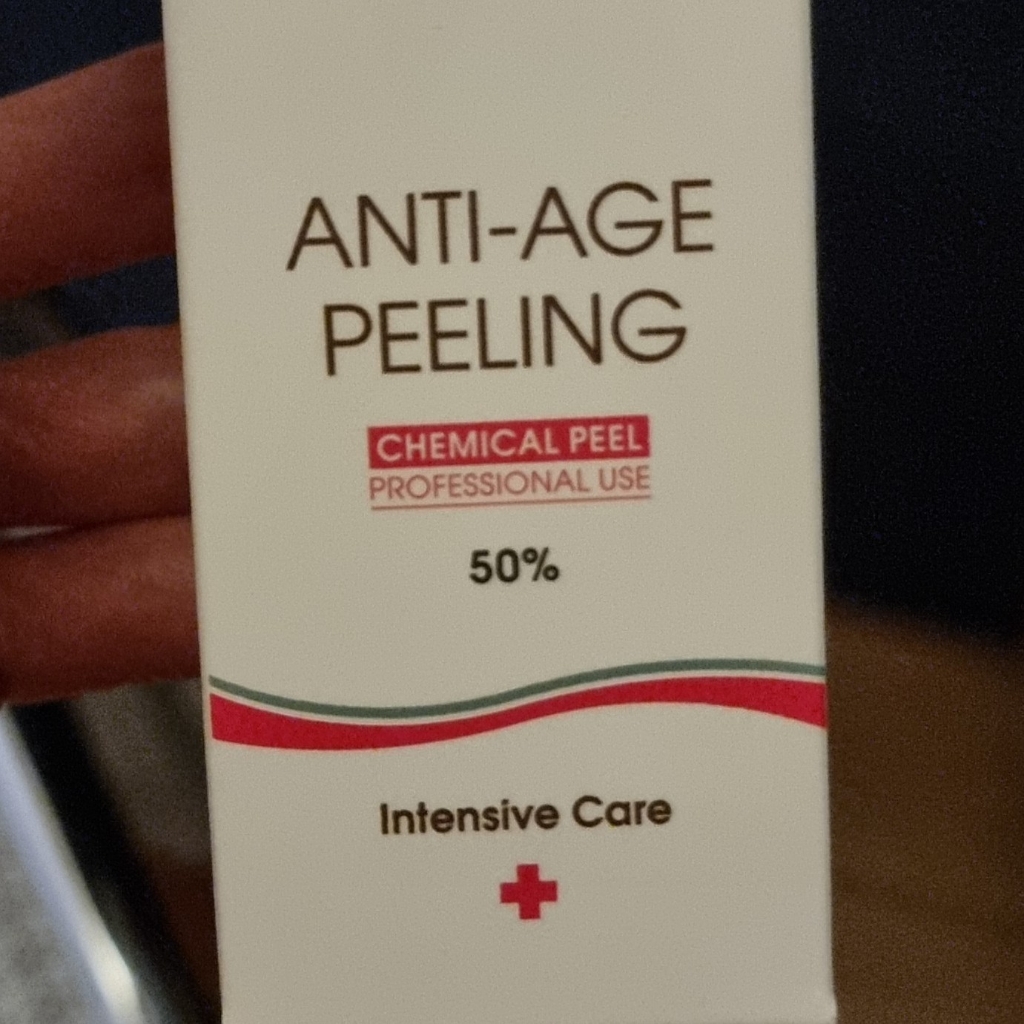 ANTI-AGE
PEELING
CHEMICAL PEEL
PROFESSIONAL USE
50%
Intensive Care